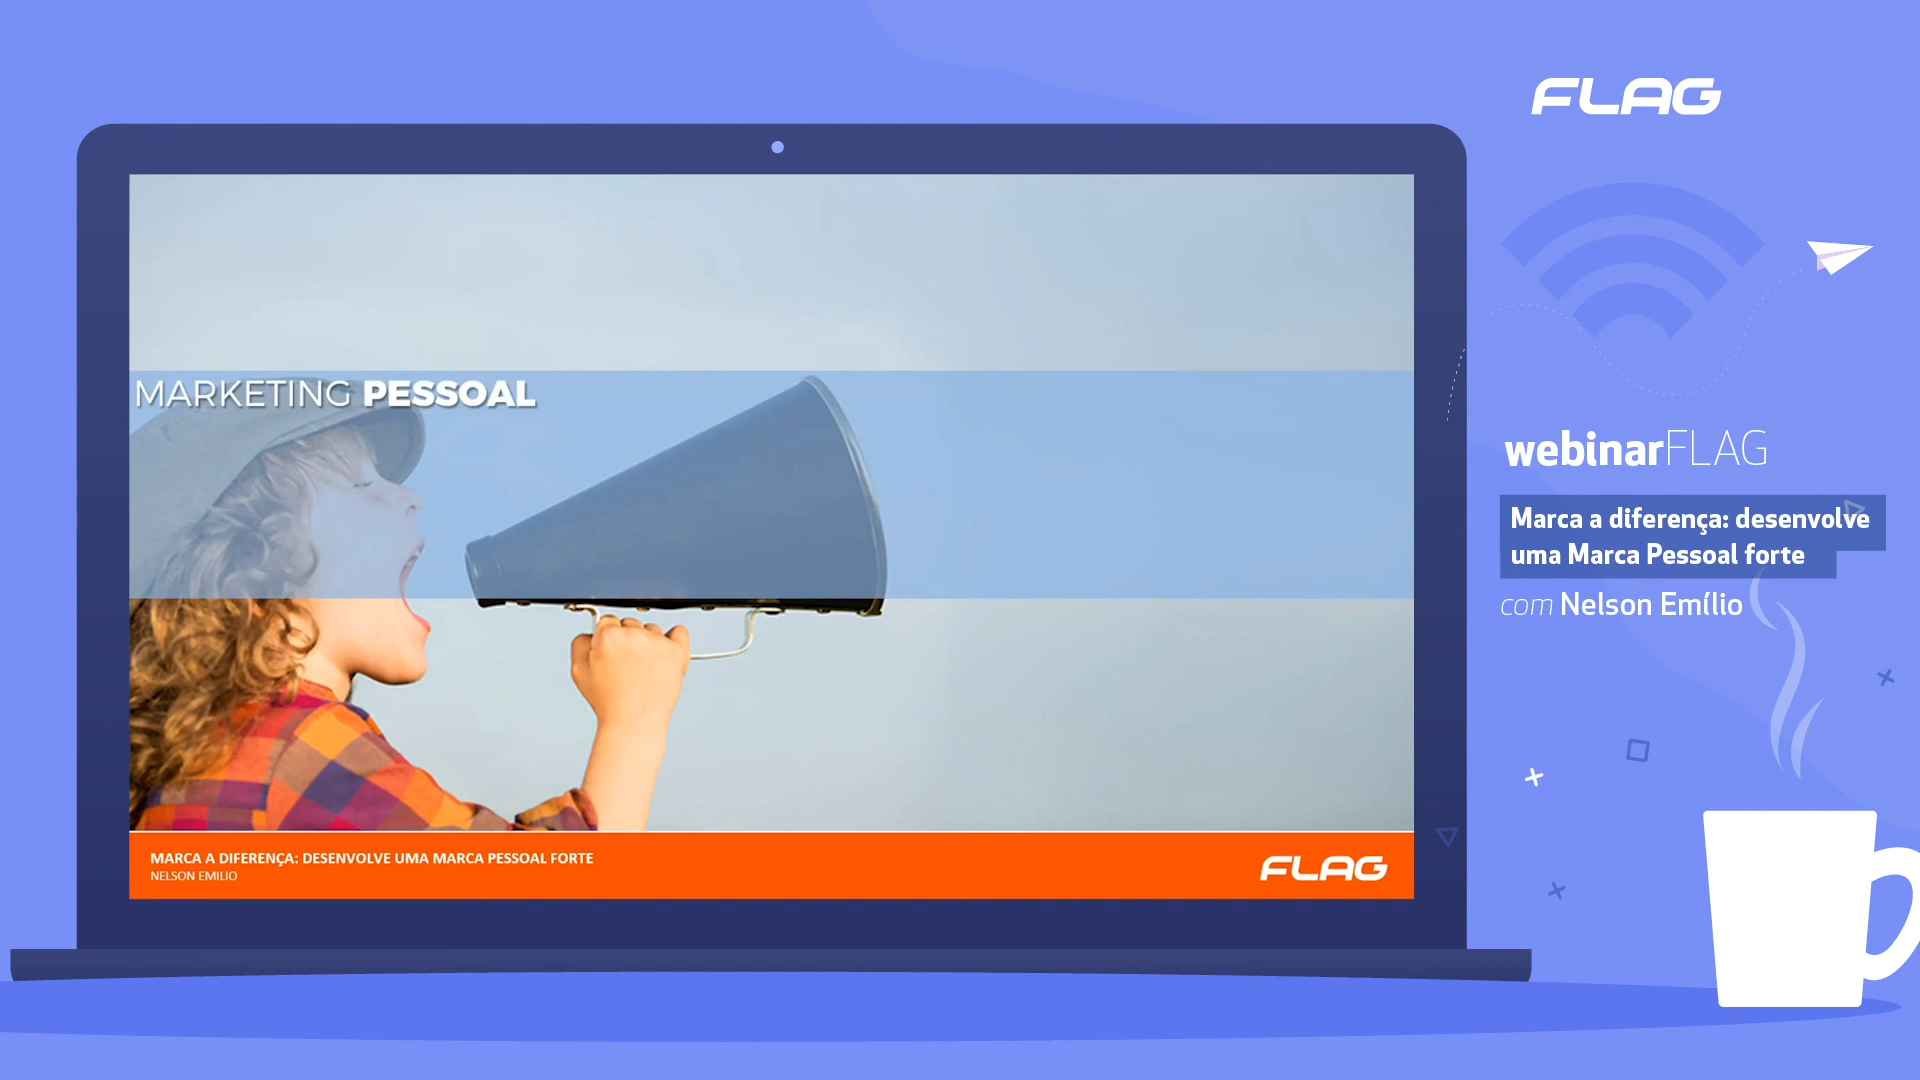 FLAG
MARKETING PESSOAL
webinarFLAG
Marca a diferença: desenvolve
uma Marca Pessoal forte
com Nelson Emílio
MARCA A DIFERENÇA: DESENVOLVE UMA MARCA PESSOAL FORTE
NELSON EMILIO
FLAG